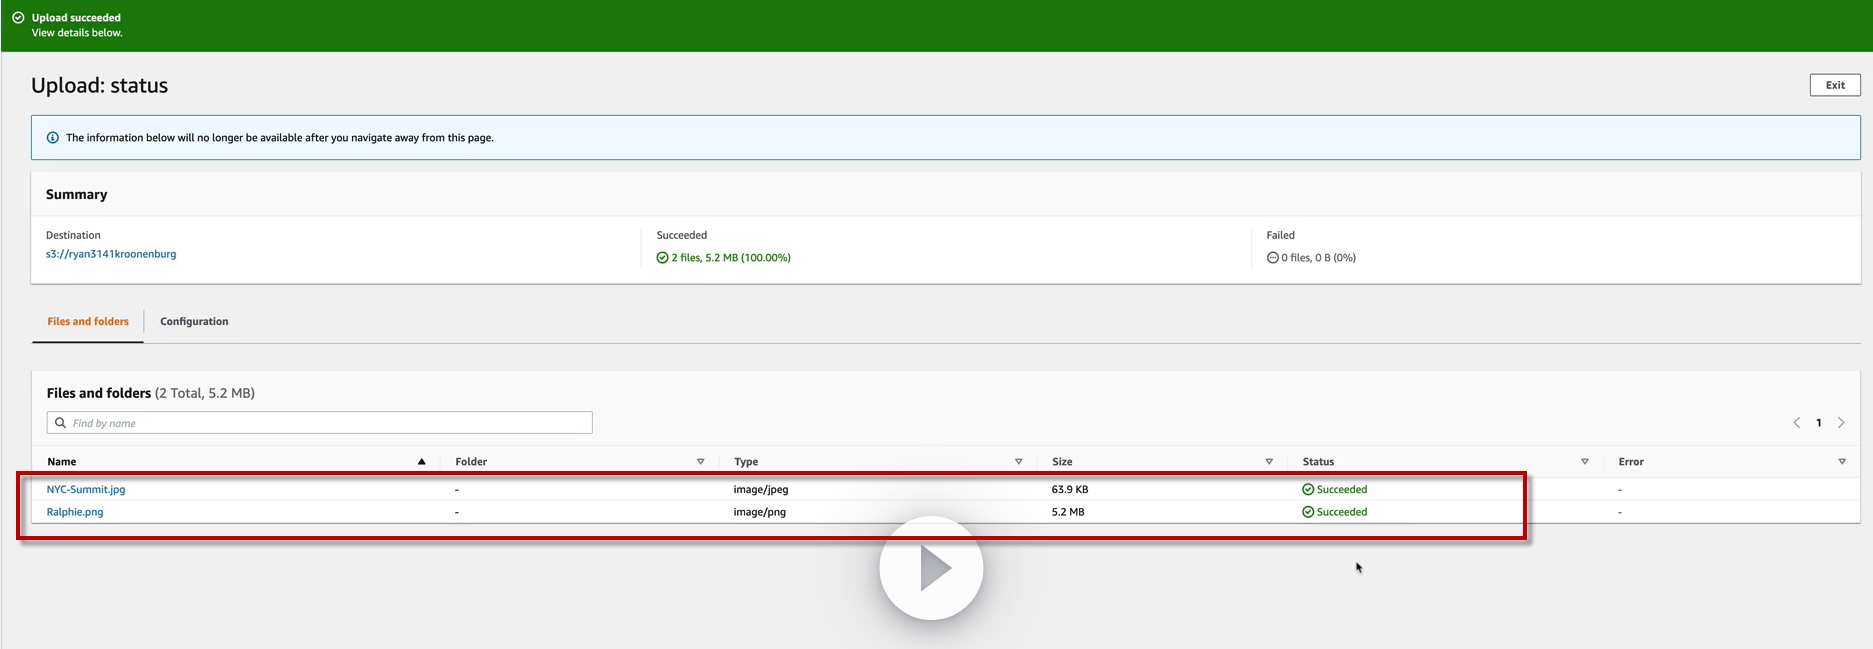 Upload succeeded
View details below.
Upload: status
Exit
The information below will no longer be available after you navigate away from this page.
Summary
Destination
s3://ryan3141kroonenburg
Succeeded
2 files, 5.2 MB (100.00%)
Failed
0 files, 0 B (0%)
Files and folders
Configuration
Files and folders (2 Total, 5.2 MB)
Find by name
1
Name Folder Type Size Status Error
NYC-Summit.jpg - image/jpeg 63.9 KB Succeeded -
Ralphie.png - image/png 5.2 MB Succeeded -